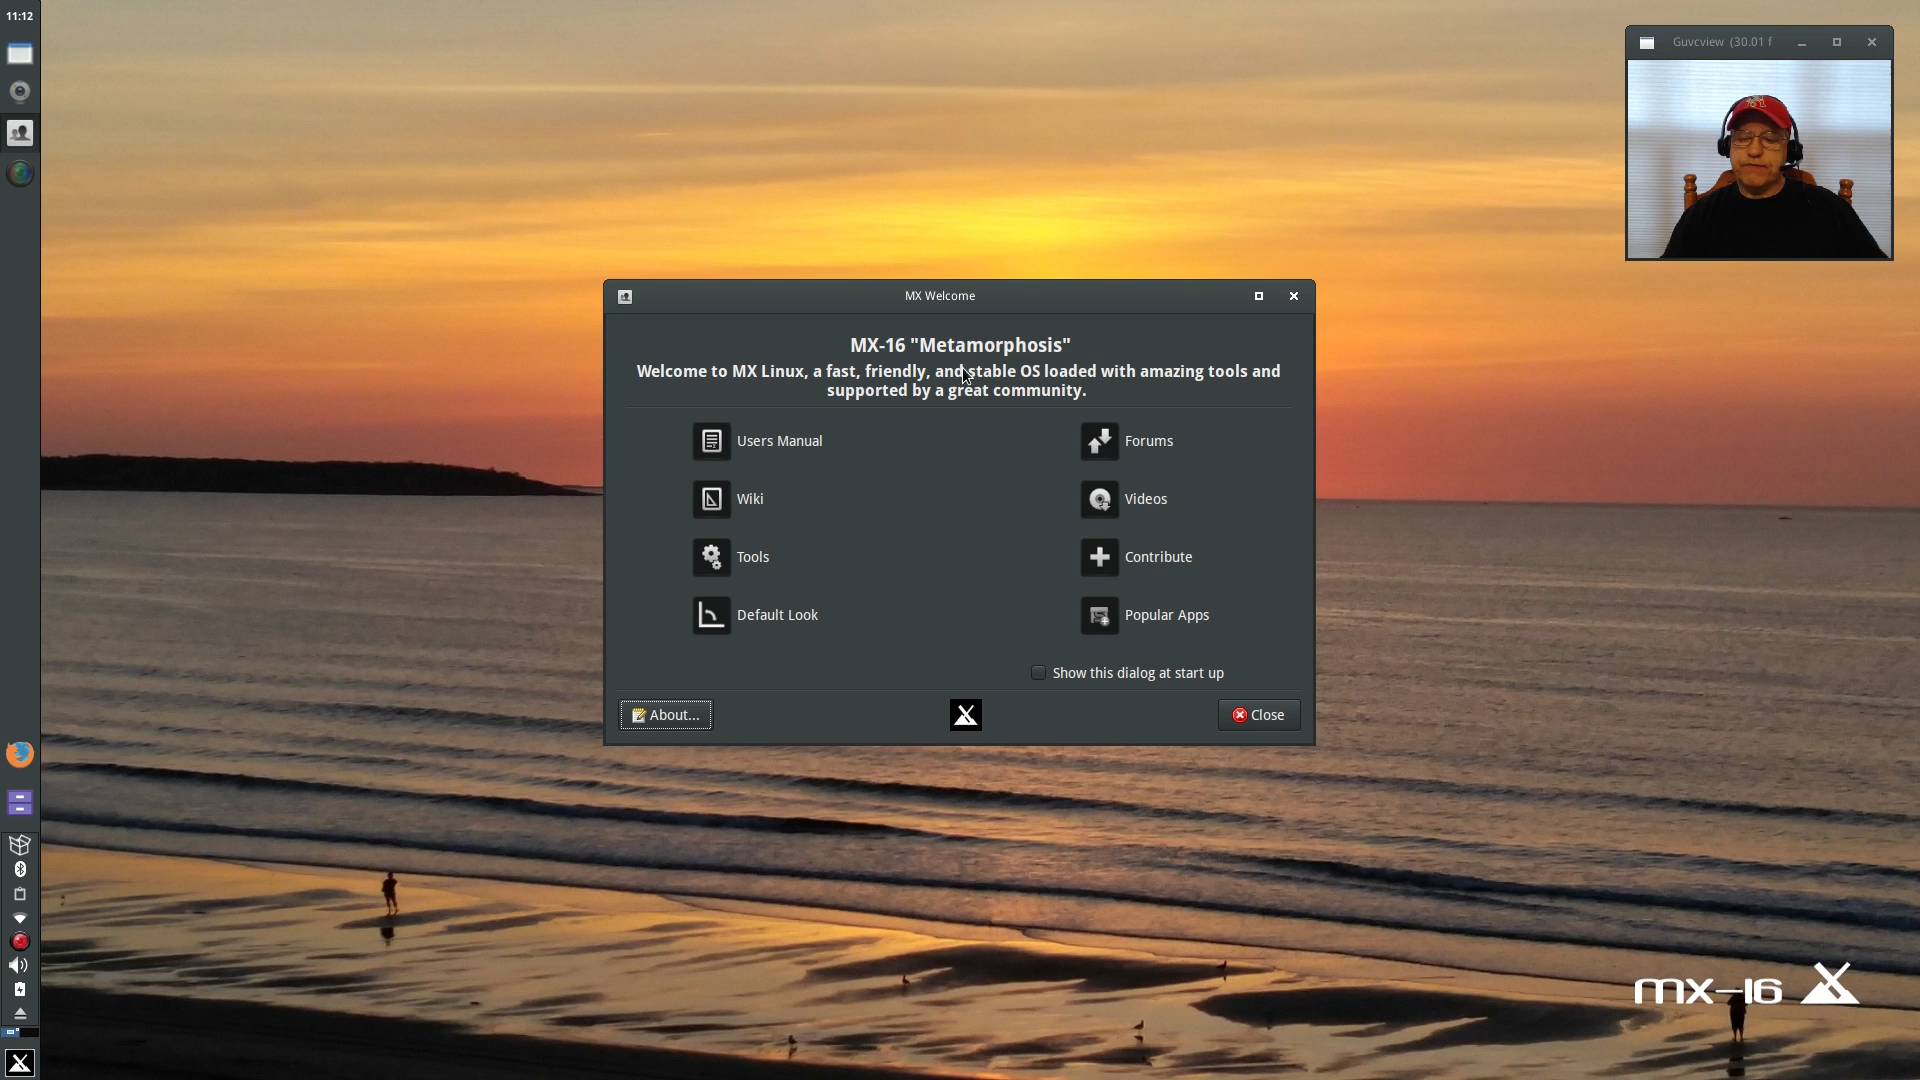 11:12
Guvcview (30.01 f
MX Welcome
MX-16 "Metamorphosis"
Welcome to MX Linux, a fast, friendly, and stable OS loaded with amazing tools and
supported by a great community.
Users Manual
Forums
Wiki
Videos
Tools
Contribute
Default Look
Popular Apps
Show this dialog at start up
About...
Close
mx-16